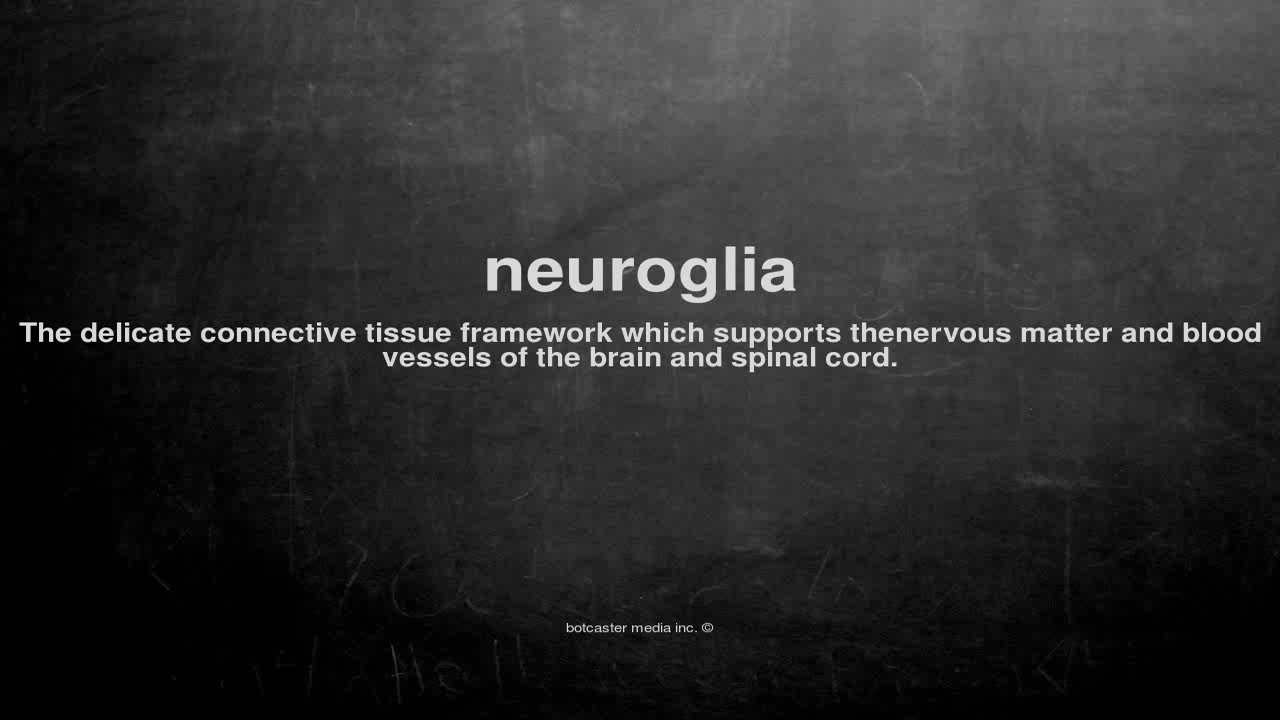 neuroglia
The delicate connective tissue framework which supports thenervous matter and blood
vessels of the brain and spinal cord.
botcaster media inc. ©